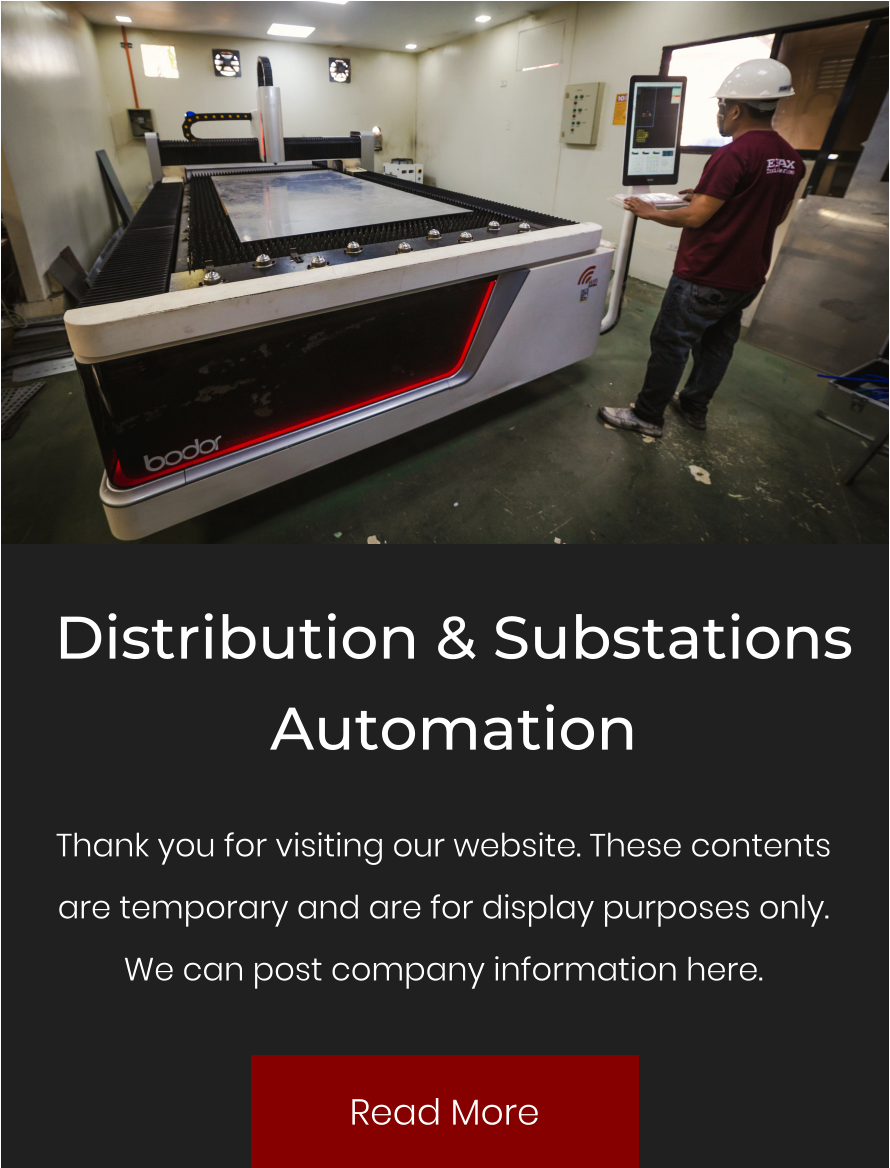 bodor
Distribution & Substations
Automation
Thank you for visiting our website. These contents
are temporary and are for display purposes only.
We can post company information here.
Read More